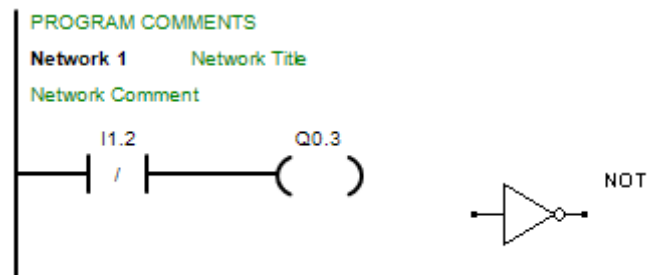 PROGRAM COMMENTS
Network 1 Network Title
Network Comment
I1.2 Q0.3
/
NOT